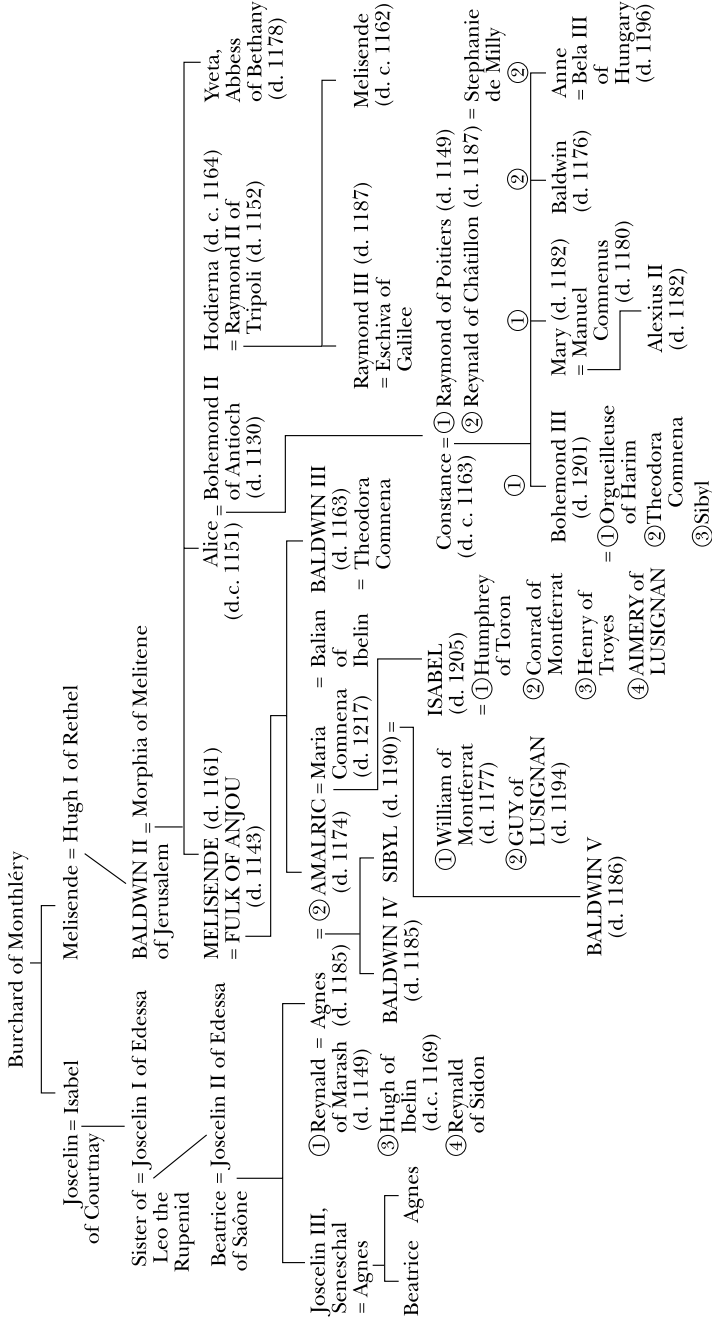 Burchard of Monthléry
Joscelin = Isabel
of Courtnay
Melisende = Hugh I of Rethel
Sister of = Joscelin I of Edessa
Leo the
Rupenid
BALDWIN II = Morphia of Melitene
of Jerusalem
Beatrice = Joscelin II of Edessa
of Saône
MELISENDE (d. 1161)
= FULK OF ANJOU
(d. 1143)
Alice = Bohemond II
(d.c. 1151)
of Antioch
(d. 1130)
Hodierna (d. c. 1164)
= Raymond II of
Tripoli (d. 1152)
Yveta,
Abbess
of Bethany
(d. 1178)
Joscelin III,
Seneschal
= Agnes
① Reynald = Agnes = ② AMALRIC = Maria = Balian
of Marash
(d. 1149)
③ Hugh of
Ibelin
(d.c. 1169)
④ Reynald
of Sidon
(d. 1185)
(d. 1174)
Comnena
(d. 1217)
of
Ibelin
BALDWIN III
(d. 1163)
= Theodora
Comnena
Raymond III (d. 1187)
= Eschiva of
Galilee
Melisende
(d. c. 1162)
Beatrice Agnes
BALDWIN IV
(d. 1185)
SIBYL (d. 1190) =
① William of
Montferrat
(d. 1177)
② GUY of
LUSIGNAN
(d. 1194)
ISABEL
(d. 1205)
= ① Humphrey
of Toron
② Conrad of
Montferrat
③ Henry of
Troyes
④ AIMERY of
LUSIGNAN
Constance = ① Raymond of Poitiers (d. 1149)
(d. c. 1163)
② Reynald of Châtillon (d. 1187) = Stephanie
de Milly
① ① ② ②
BALDWIN V
(d. 1186)
Bohemond III
(d. 1201)
= ① Orgueilleuse
of Harim
② Theodora
Comnena
③ Sibyl
Mary (d. 1182)
= Manuel
Comnenus
(d. 1180)
Baldwin
(d. 1176)
Anne
= Bela III
of
Hungary
(d. 1196)
Alexius II
(d. 1182)